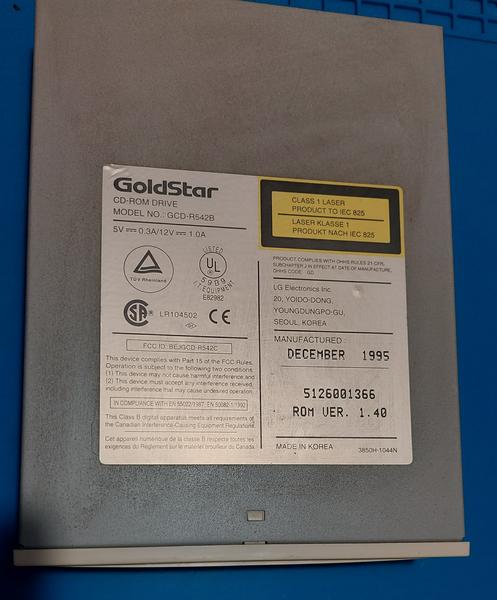 GoldStar
CD-ROM DRIVE
MODEL NO.: GCD-R542B
5V ⎓ 0.3A/12V ⎓ 1.0A
TÜV Rheinland
LISTED
UL
I.T.EQUIPMENT
E82982
LR104502
CE
FCC ID: BEJGCD-R542C
This device complies with Part 15 of the FCC Rules.
Operation is subject to the following two conditions:
(1) This device may not cause harmful interference and
(2) This device must accept any interference received,
including interference that may cause undesired operation.
IN COMPLIANCE WITH EN 55022/1987; EN 50082-1/1992
This Class B digital apparatus meets all requirements of
the Canadian Interference-Causing Equipment Regulations.
Cet appareil numérique de la classe B respecte toutes les
exigences du Reglement sur le matériel brouilleur du Canada.
CLASS 1 LASER
PRODUCT TO IEC 825
LASER KLASSE 1
PRODUKT NACH IEC 825
PRODUCT COMPLIES WITH DHHS RULES 21 CFR,
SUBCHAPTER J IN EFFECT AT DATE OF MANUFACTURE,
DHHS CODE : GD
LG Electronics Inc.
20, YOIDO-DONG,
YOUNGDUNGPO-GU,
SEOUL, KOREA
MANUFACTURED:
DECEMBER 1995
5126001366
ROM VER. 1.40
MADE IN KOREA
3850H-1044N